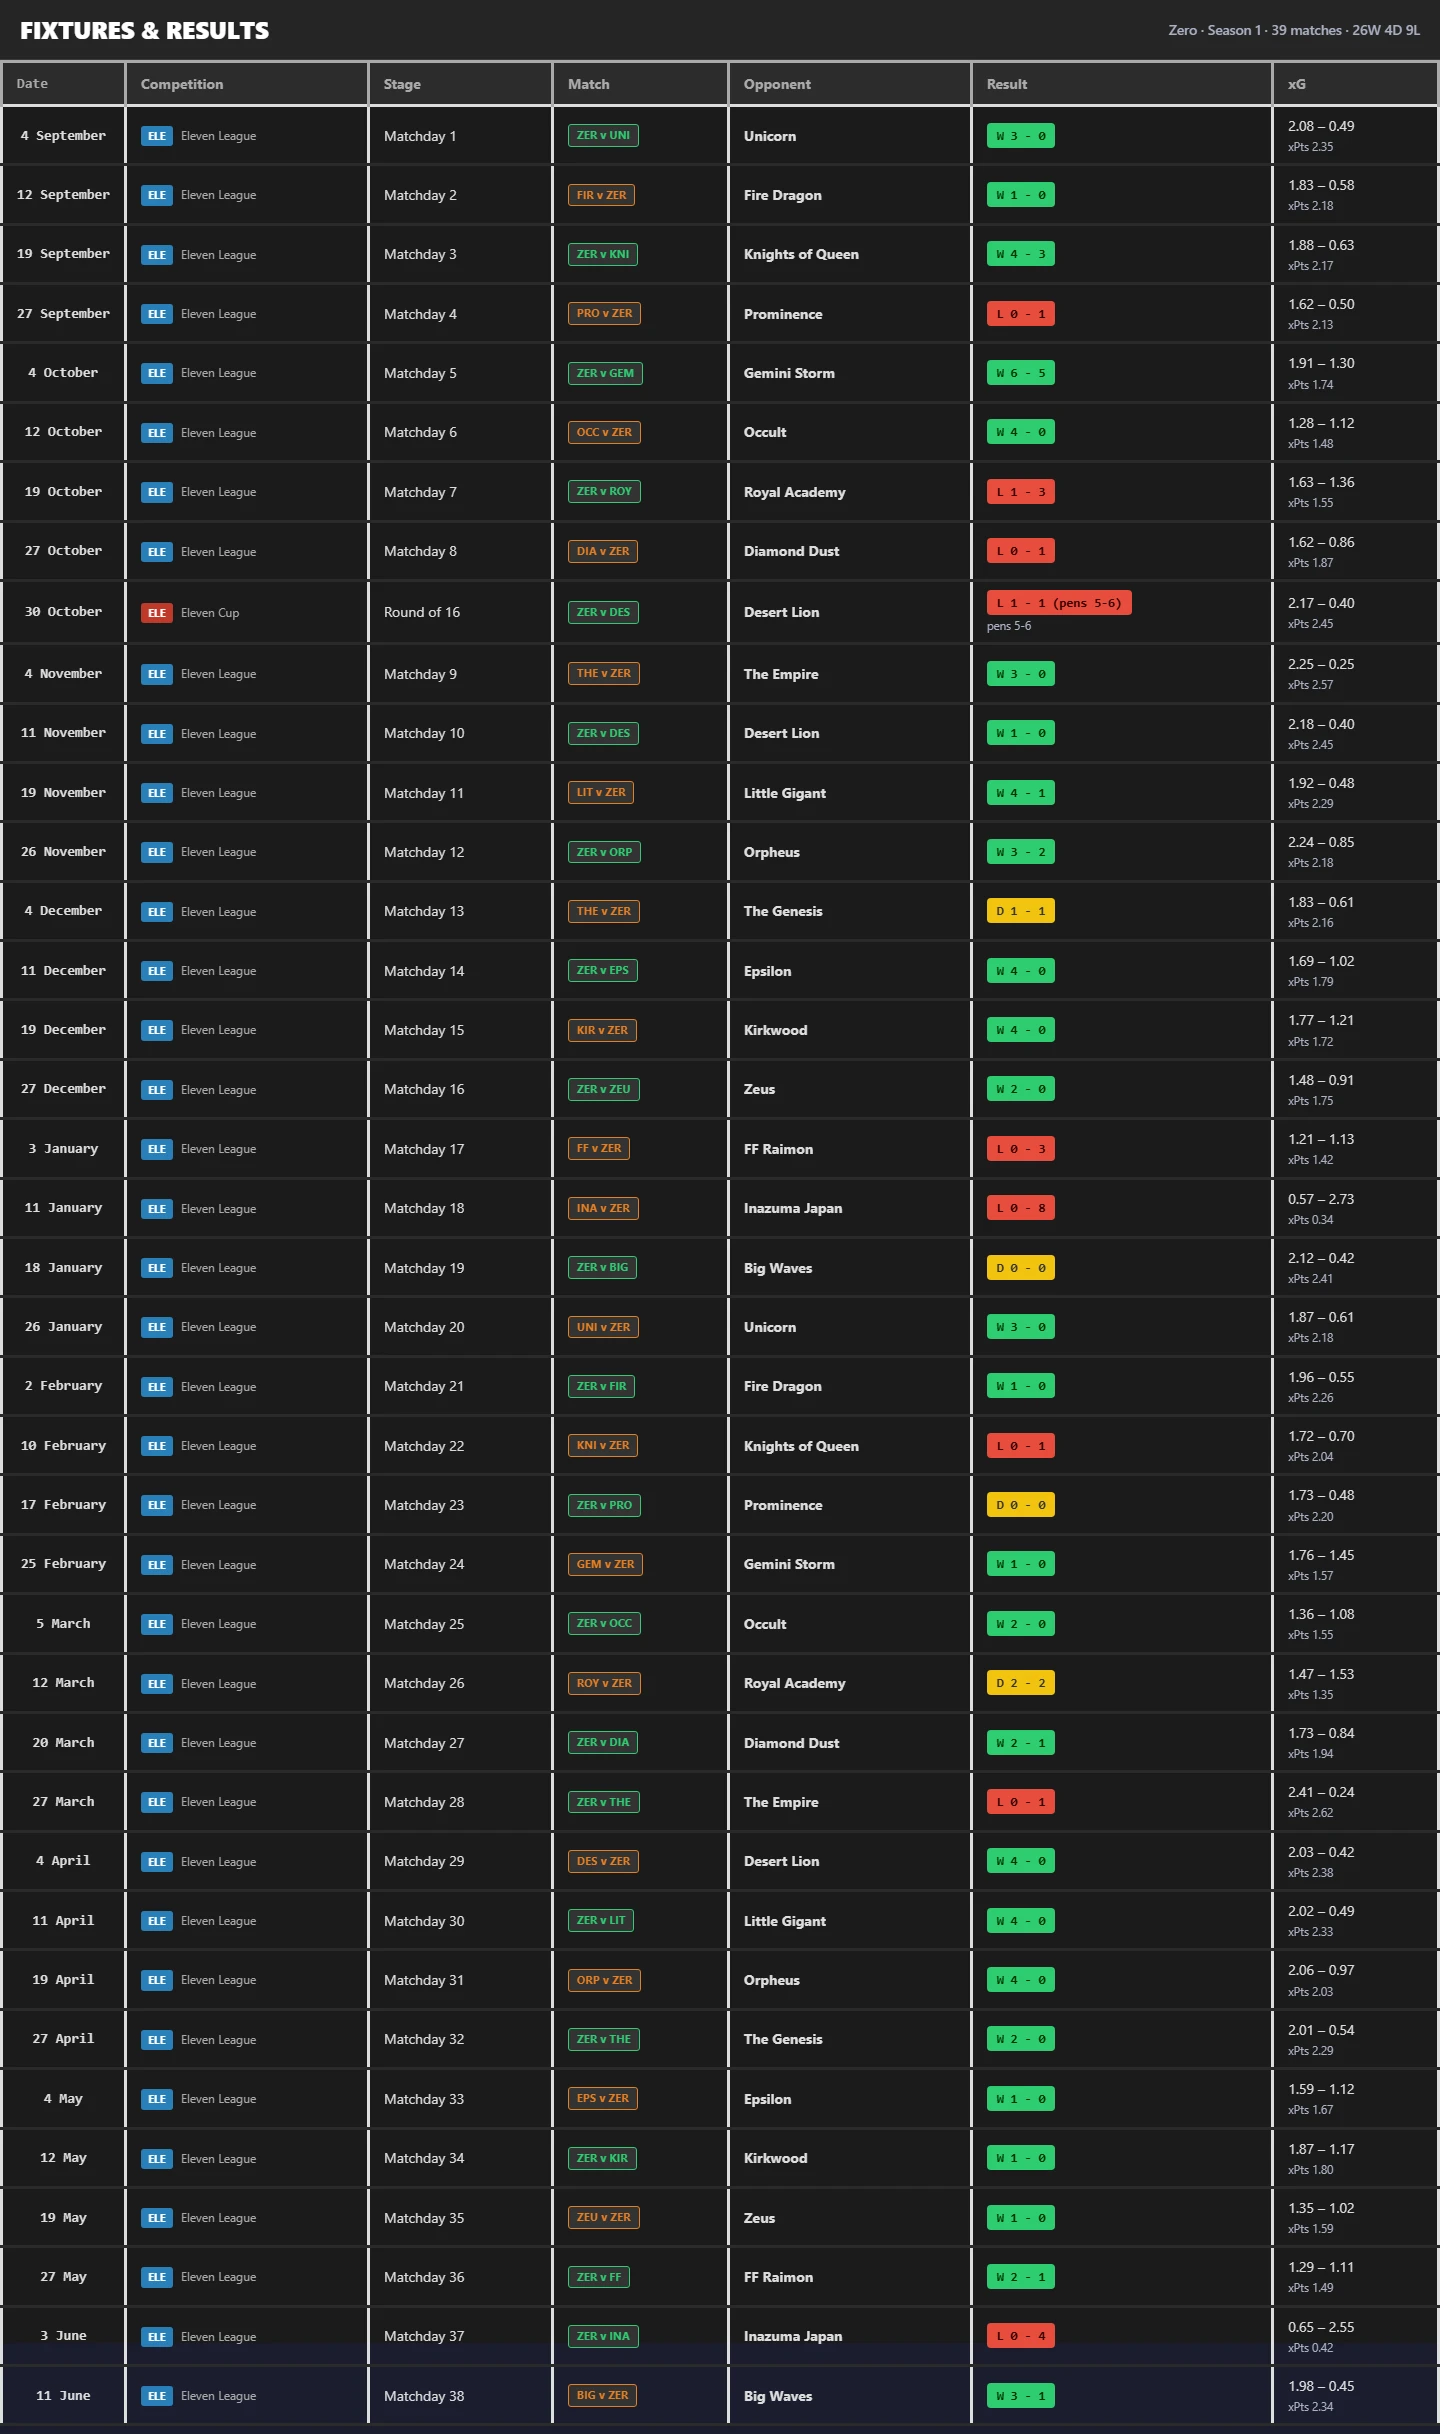 FIXTURES & RESULTS
Zero · Season 1 · 39 matches · 26W 4D 9L
Date Competition Stage Match Opponent Result xG
4 September ELE Eleven League Matchday 1 ZER v UNI Unicorn W 3 - 0 2.08 – 0.49
xPts 2.35
12 September ELE Eleven League Matchday 2 FIR v ZER Fire Dragon W 1 - 0 1.83 – 0.58
xPts 2.18
19 September ELE Eleven League Matchday 3 ZER v KNI Knights of Queen W 4 - 3 1.88 – 0.63
xPts 2.17
27 September ELE Eleven League Matchday 4 PRO v ZER Prominence L 0 - 1 1.62 – 0.50
xPts 2.13
4 October ELE Eleven League Matchday 5 ZER v GEM Gemini Storm W 6 - 5 1.91 – 1.30
xPts 1.74
12 October ELE Eleven League Matchday 6 OCC v ZER Occult W 4 - 0 1.28 – 1.12
xPts 1.48
19 October ELE Eleven League Matchday 7 ZER v ROY Royal Academy L 1 - 3 1.63 – 1.36
xPts 1.55
27 October ELE Eleven League Matchday 8 DIA v ZER Diamond Dust L 0 - 1 1.62 – 0.86
xPts 1.87
30 October ELE Eleven Cup Round of 16 ZER v DES Desert Lion L 1 - 1 (pens 5-6) 2.17 – 0.40
pens 5-6 xPts 2.45
4 November ELE Eleven League Matchday 9 THE v ZER The Empire W 3 - 0 2.25 – 0.25
xPts 2.57
11 November ELE Eleven League Matchday 10 ZER v DES Desert Lion W 1 - 0 2.18 – 0.40
xPts 2.45
19 November ELE Eleven League Matchday 11 LIT v ZER Little Gigant W 4 - 1 1.92 – 0.48
xPts 2.29
26 November ELE Eleven League Matchday 12 ZER v ORP Orpheus W 3 - 2 2.24 – 0.85
xPts 2.18
4 December ELE Eleven League Matchday 13 THE v ZER The Genesis D 1 - 1 1.83 – 0.61
xPts 2.16
11 December ELE Eleven League Matchday 14 ZER v EPS Epsilon W 4 - 0 1.69 – 1.02
xPts 1.79
19 December ELE Eleven League Matchday 15 KIR v ZER Kirkwood W 4 - 0 1.77 – 1.21
xPts 1.72
27 December ELE Eleven League Matchday 16 ZER v ZEU Zeus W 2 - 0 1.48 – 0.91
xPts 1.75
3 January ELE Eleven League Matchday 17 FF v ZER FF Raimon L 0 - 3 1.21 – 1.13
xPts 1.42
11 January ELE Eleven League Matchday 18 INA v ZER Inazuma Japan L 0 - 8 0.57 – 2.73
xPts 0.34
18 January ELE Eleven League Matchday 19 ZER v BIG Big Waves D 0 - 0 2.12 – 0.42
xPts 2.41
26 January ELE Eleven League Matchday 20 UNI v ZER Unicorn W 3 - 0 1.87 – 0.61
xPts 2.18
2 February ELE Eleven League Matchday 21 ZER v FIR Fire Dragon W 1 - 0 1.96 – 0.55
xPts 2.26
10 February ELE Eleven League Matchday 22 KNI v ZER Knights of Queen L 0 - 1 1.72 – 0.70
xPts 2.04
17 February ELE Eleven League Matchday 23 ZER v PRO Prominence D 0 - 0 1.73 – 0.48
xPts 2.20
25 February ELE Eleven League Matchday 24 GEM v ZER Gemini Storm W 1 - 0 1.76 – 1.45
xPts 1.57
5 March ELE Eleven League Matchday 25 ZER v OCC Occult W 2 - 0 1.36 – 1.08
xPts 1.55
12 March ELE Eleven League Matchday 26 ROY v ZER Royal Academy D 2 - 2 1.47 – 1.53
xPts 1.35
20 March ELE Eleven League Matchday 27 ZER v DIA Diamond Dust W 2 - 1 1.73 – 0.84
xPts 1.94
27 March ELE Eleven League Matchday 28 ZER v THE The Empire L 0 - 1 2.41 – 0.24
xPts 2.62
4 April ELE Eleven League Matchday 29 DES v ZER Desert Lion W 4 - 0 2.03 – 0.42
xPts 2.38
11 April ELE Eleven League Matchday 30 ZER v LIT Little Gigant W 4 - 0 2.02 – 0.49
xPts 2.33
19 April ELE Eleven League Matchday 31 ORP v ZER Orpheus W 4 - 0 2.06 – 0.97
xPts 2.03
27 April ELE Eleven League Matchday 32 ZER v THE The Genesis W 2 - 0 2.01 – 0.54
xPts 2.29
4 May ELE Eleven League Matchday 33 EPS v ZER Epsilon W 1 - 0 1.59 – 1.12
xPts 1.67
12 May ELE Eleven League Matchday 34 ZER v KIR Kirkwood W 1 - 0 1.87 – 1.17
xPts 1.80
19 May ELE Eleven League Matchday 35 ZEU v ZER Zeus W 1 - 0 1.35 – 1.02
xPts 1.59
27 May ELE Eleven League Matchday 36 ZER v FF FF Raimon W 2 - 1 1.29 – 1.11
xPts 1.49
3 June ELE Eleven League Matchday 37 ZER v INA Inazuma Japan L 0 - 4 0.65 – 2.55
xPts 0.42
11 June ELE Eleven League Matchday 38 BIG v ZER Big Waves W 3 - 1 1.98 – 0.45
xPts 2.34